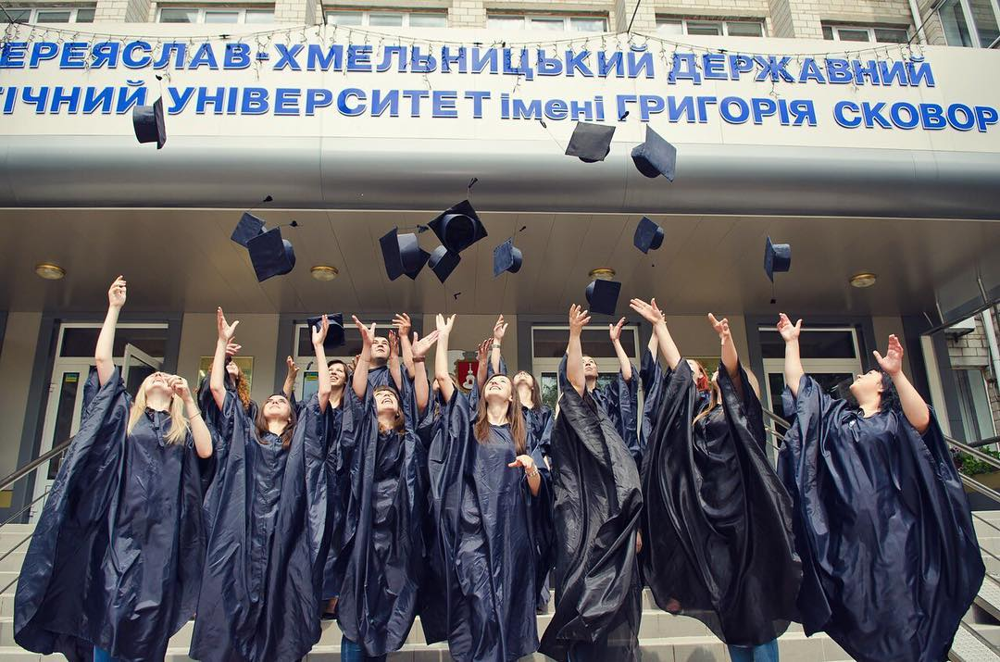 ЕРЕЯСЛАВ-ХМЕЛЬНИЦЬКИЙ ДЕРЖАВНИЙ
ГІЧНИЙ УНІВЕРСИТЕТ імені ГРИГОРІЯ СКОВОР